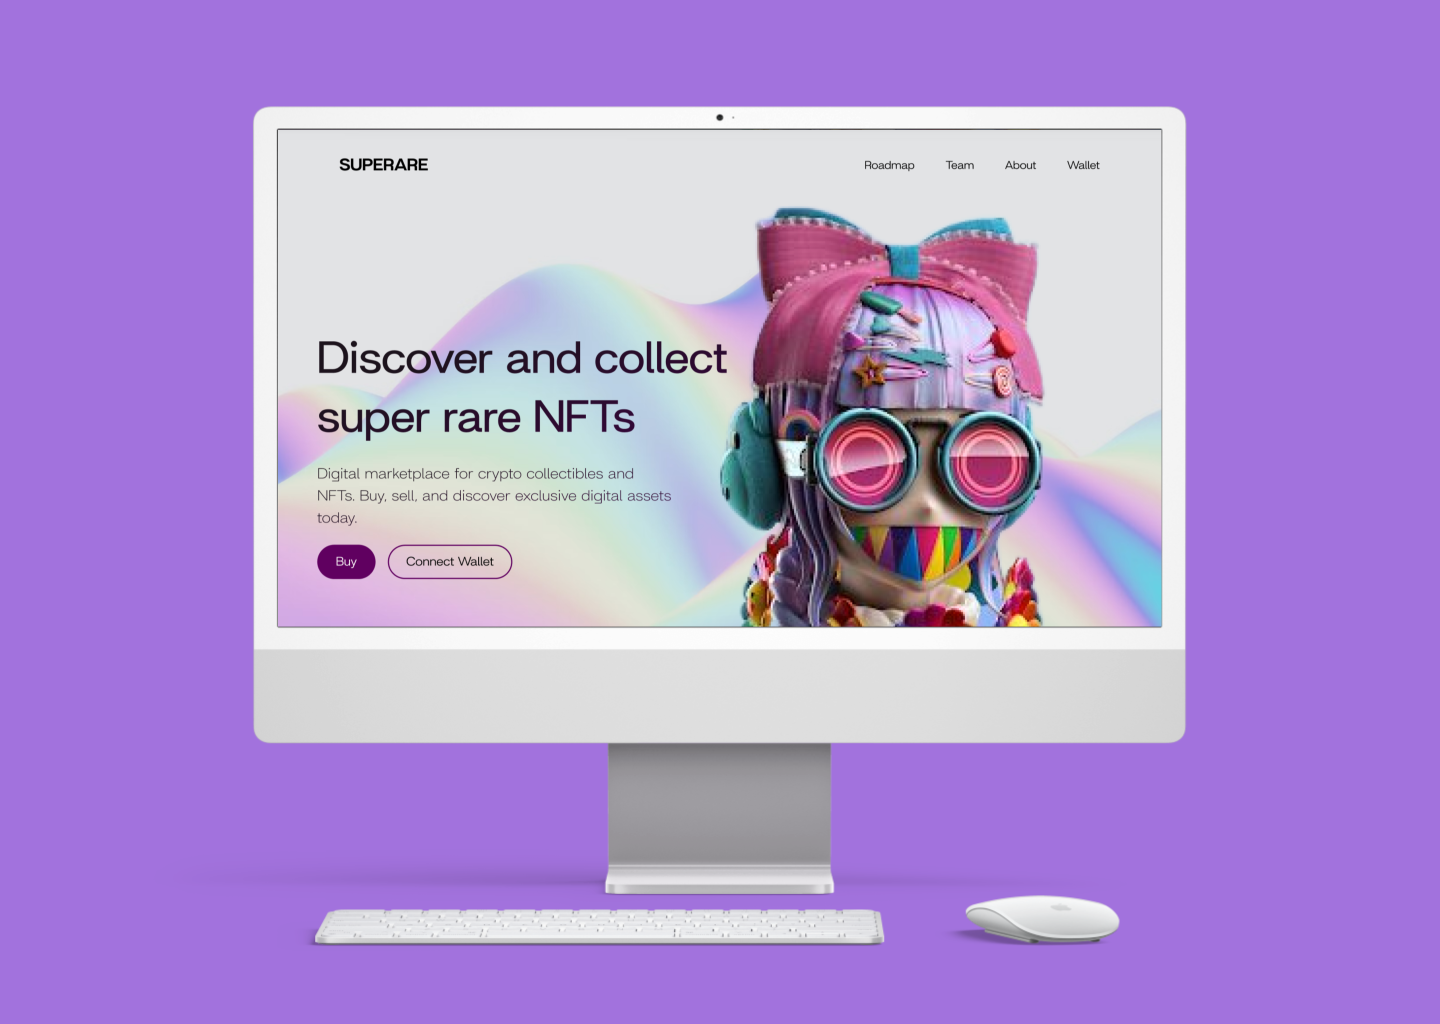 SUPERARE
Roadmap Team About Wallet
Discover and collect
super rare NFTs
Digital marketplace for crypto collectibles and
NFTs. Buy, sell, and discover exclusive digital assets
today.
Buy Connect Wallet